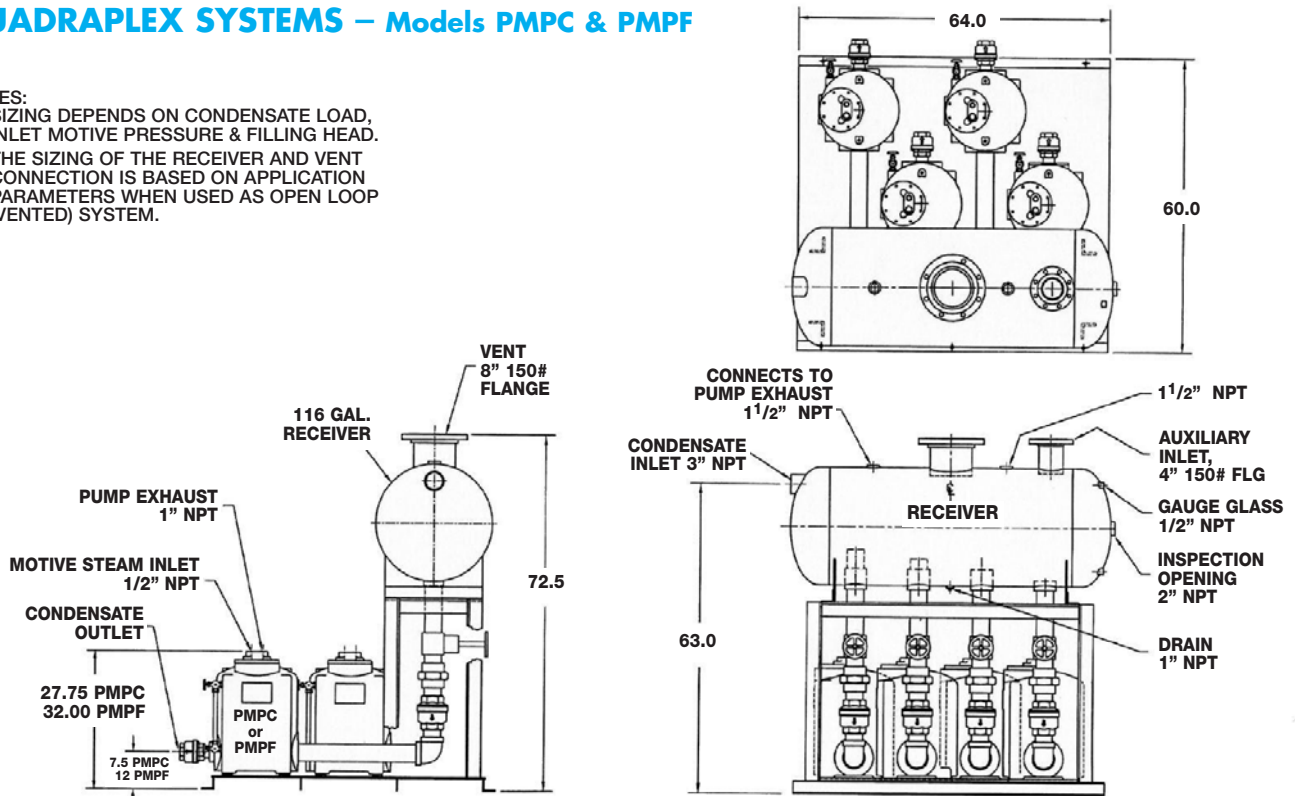 UADRAPLEX SYSTEMS – Models PMPC & PMPF
ES:
SIZING DEPENDS ON CONDENSATE LOAD,
NLET MOTIVE PRESSURE & FILLING HEAD.
HE SIZING OF THE RECEIVER AND VENT
CONNECTION IS BASED ON APPLICATION
PARAMETERS WHEN USED AS OPEN LOOP
VENTED) SYSTEM.
64.0
60.0
VENT
8” 150#
FLANGE
116 GAL.
RECEIVER
PUMP EXHAUST
1” NPT
MOTIVE STEAM INLET
1/2” NPT
CONDENSATE
OUTLET
27.75 PMPC
32.00 PMPF
7.5 PMPC
12 PMPF
PMPC
or
PMPF
72.5
CONNECTS TO
PUMP EXHAUST
1 1/2” NPT
CONDENSATE
INLET 3” NPT
RECEIVER
63.0
1 1/2” NPT
AUXILIARY
INLET,
4” 150# FLG
GAUGE GLASS
1/2” NPT
INSPECTION
OPENING
2” NPT
DRAIN
1” NPT